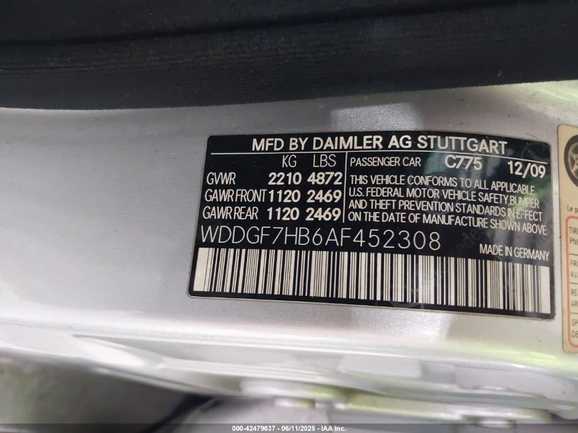 MFD BY DAIMLER AG STUTTGART
KG LBS
GVWR 2210 4872
GAWR FRONT 1120 2469
GAWR REAR 1120 2469
PASSENGER CAR C775 12/09
THIS VEHICLE CONFORMS TO ALL APPLICABLE
U.S. FEDERAL MOTOR VEHICLE SAFETY, BUMPER
AND THEFT PREVENTION STANDARDS IN EFFECT
ON THE DATE OF MANUFACTURE SHOWN ABOVE
WDDGF7HB6AF452308
MADE IN GERMANY
000-42479637 - 06/11/2025 - IAA Inc.